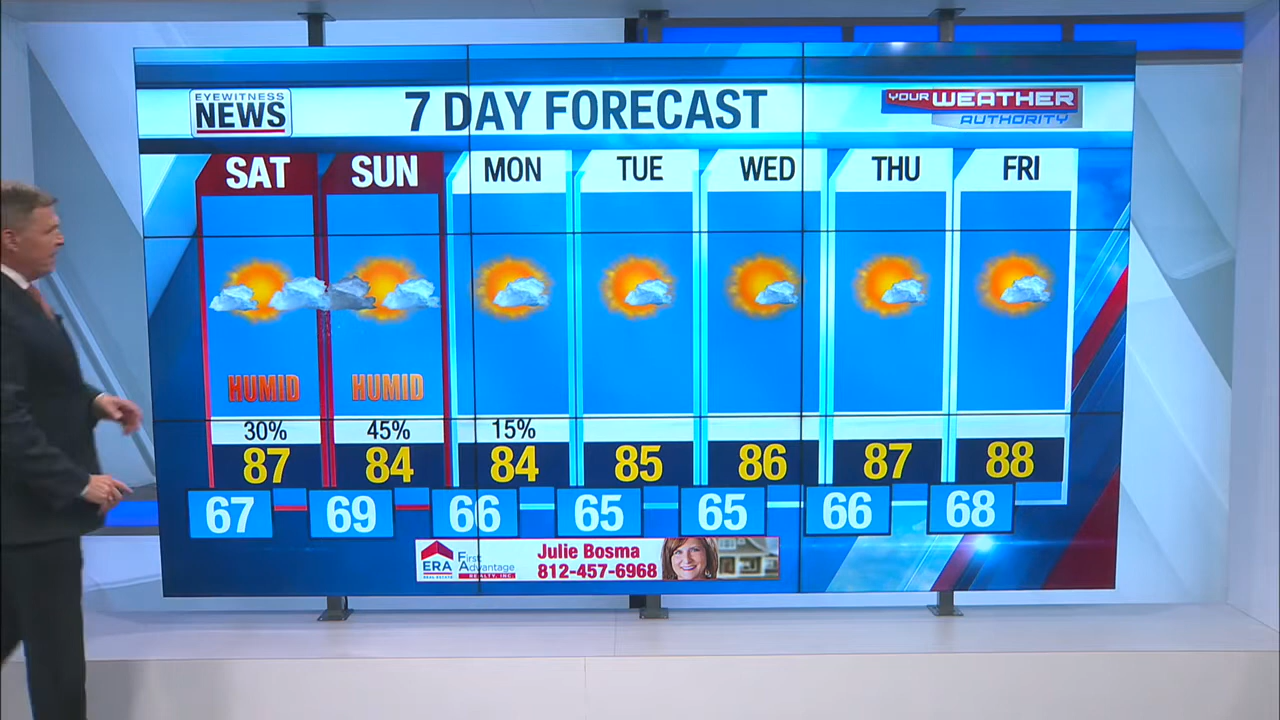 EYEWITNESS
NEWS
7 DAY FORECAST
YOUR WEATHER
AUTHORITY
SAT SUN MON TUE WED THU FRI
HUMID HUMID
30% 45% 15%
87 84 84 85 86 87 88
67 69 66 65 65 66 68
ERA
REAL ESTATE
First
Advantage
REALTY, INC.
Julie Bosma
812-457-6968